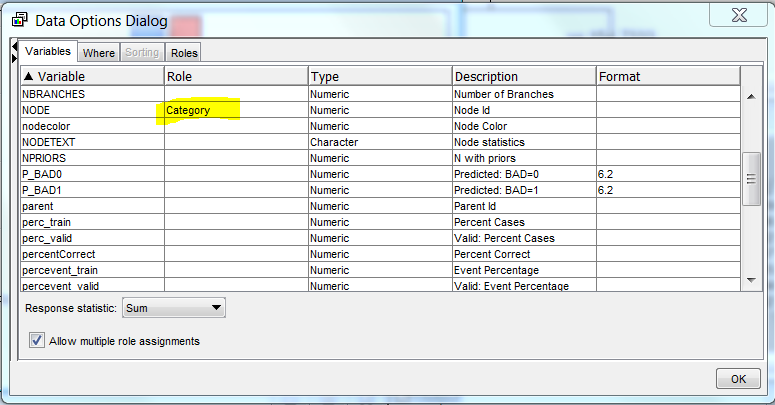 Data Options Dialog
Variables Where Sorting Roles
▲ Variable Role Type Description Format
NBRANCHES Numeric Number of Branches
NODE Category Numeric Node Id
nodecolor Numeric Node Color
NODETEXT Character Node statistics
NPRIORS Numeric N with priors
P_BAD0 Numeric Predicted: BAD=0 6.2
P_BAD1 Numeric Predicted: BAD=1 6.2
parent Numeric Parent Id
perc_train Numeric Percent Cases
perc_valid Numeric Valid: Percent Cases
percentCorrect Numeric Percent Correct
percevent_train Numeric Event Percentage
percevent_valid Numeric Valid: Event Percentage
Response statistic: Sum
Allow multiple role assignments
OK